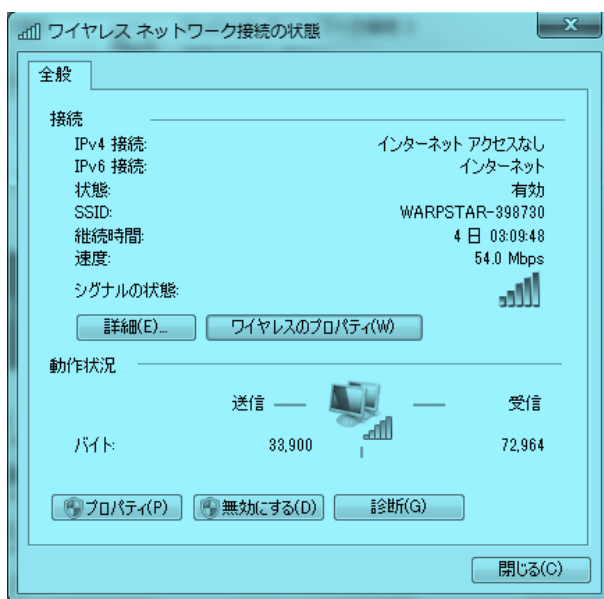 ワイヤレス ネットワーク接続の状態
全般
接続
IPv4 接続: インターネット アクセスなし
IPv6 接続: インターネット
状態: 有効
SSID: WARPSTAR-398730
継続時間: 4 日 03:09:48
速度: 54.0 Mbps
シグナルの状態:
詳細(E)... ワイヤレスのプロパティ(W)
動作状況
送信 受信
バイト: 33,900 72,964
プロパティ(P) 無効にする(D) 診断(G)
閉じる(C)